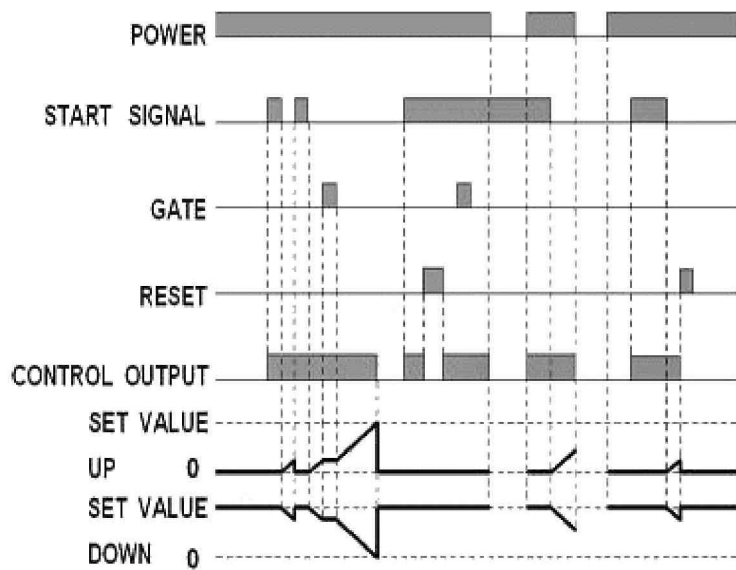 POWER
START SIGNAL
GATE
RESET
CONTROL OUTPUT
SET VALUE
UP 0
SET VALUE
DOWN 0